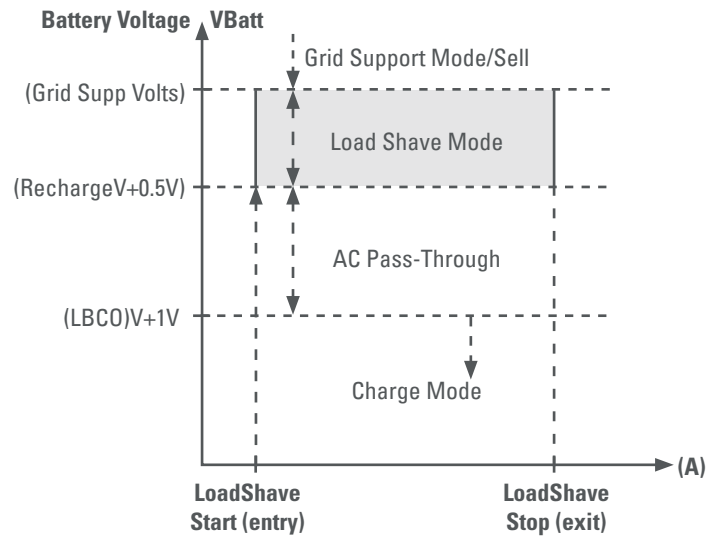 Battery Voltage VBatt
Grid Support Mode/Sell
(Grid Supp Volts)
Load Shave Mode
(RechargeV+0.5V)
AC Pass-Through
(LBCO)V+1V
Charge Mode
(A)
LoadShave
Start (entry)
LoadShave
Stop (exit)